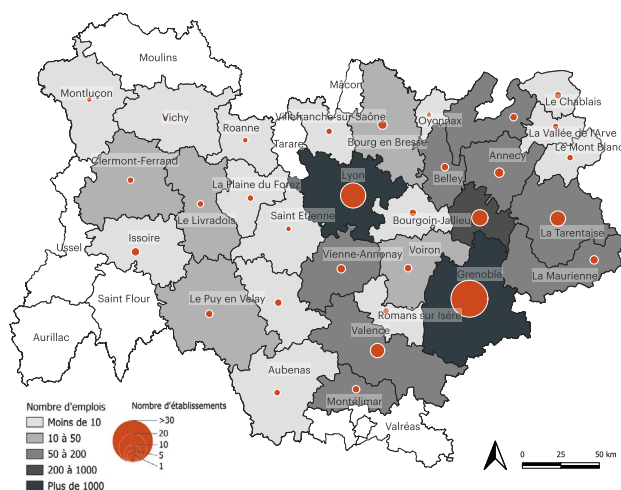 Moulins
Mâcon
Montluçon
Le Chablais
Vichy
Villefranche-sur-Saône
Oyonnax
Roanne
La Vallée de l'Arve
Tarare
Bourg en Bresse
Le Mont Blanc
Clermont-Ferrand
Annecy
Lyon
Belley
La Plaine du Forez
Le Livradois
Saint Etienne
Bourgoin-Jallieu
La Tarentaise
Issoire
Ussel
Vienne-Annonay
Voiron
Grenoble
La Maurienne
Saint Flour
Le Puy en Velay
Romans sur Isère
Valence
Aurillac
Aubenas
Montélimar
Valréas
Nombre d'emplois
Moins de 10
10 à 50
50 à 200
200 à 1000
Plus de 1000
Nombre d'établissements
>30
20
10
5
1
0 25 50 km